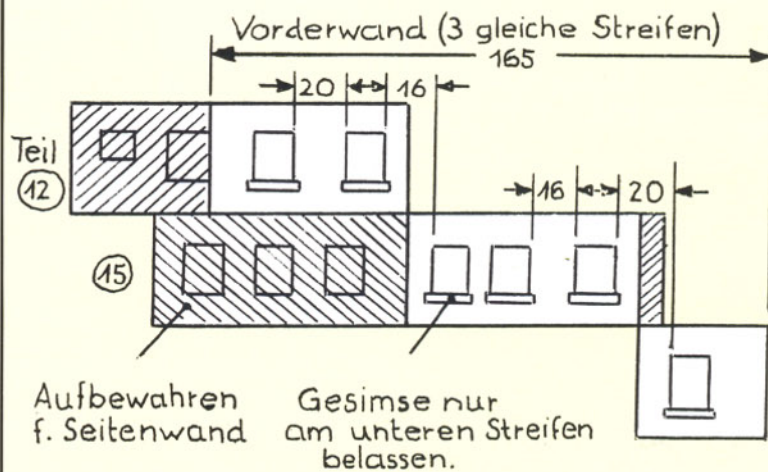 Vorderwand (3 gleiche Streifen)
165
20 16
Teil
12
16 20
15
Aufbewahren
f. Seitenwand
Gesimse nur
am unteren Streifen
belassen.